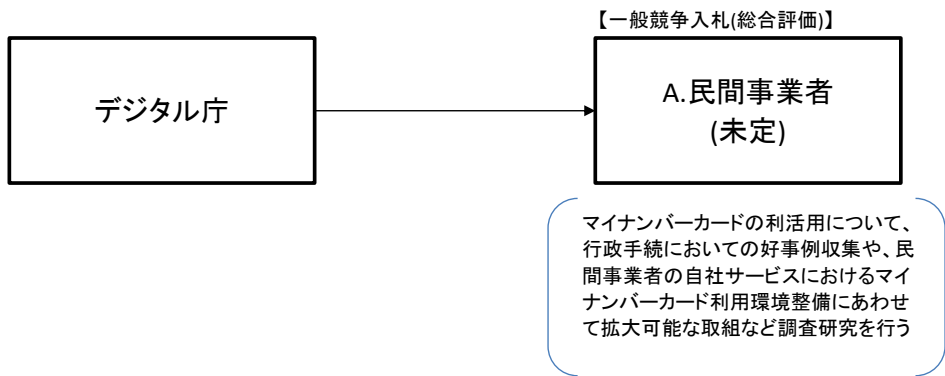 【一般競争入札(総合評価)】
デジタル庁
A.民間事業者
(未定)
マイナンバーカードの利活用について、
行政手続においての好事例収集や、民
間事業者の自社サービスにおけるマイ
ナンバーカード利用環境整備にあわせ
て拡大可能な取組など調査研究を行う